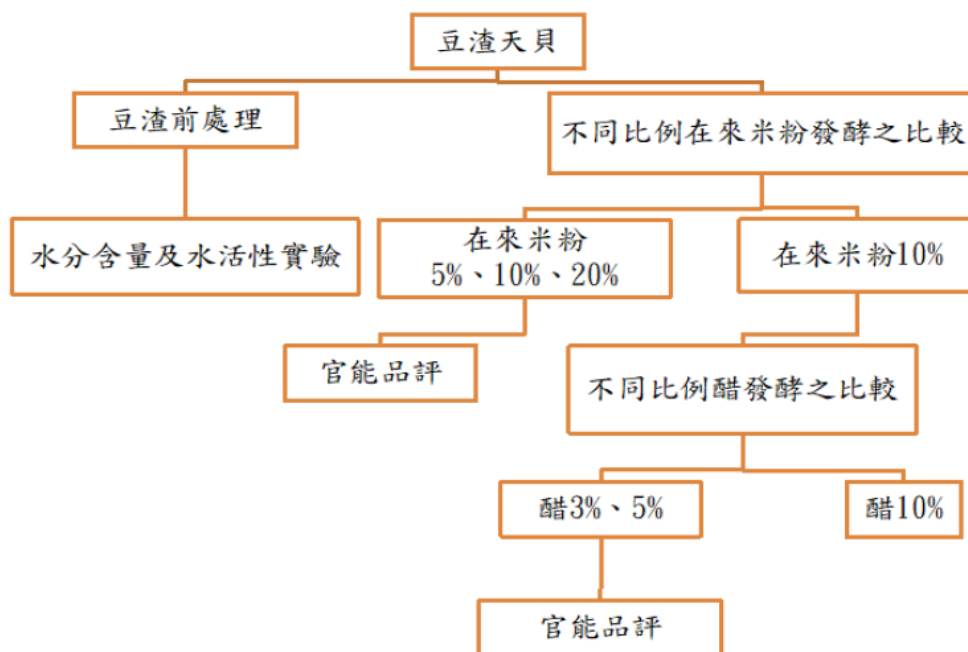 豆渣天貝
豆渣前處理
不同比例在來米粉發酵之比較
水分含量及水活性實驗
在來米粉
5%、10%、20%
在來米粉10%
官能品評
不同比例醋發酵之比較
醋3%、5%
醋10%
官能品評